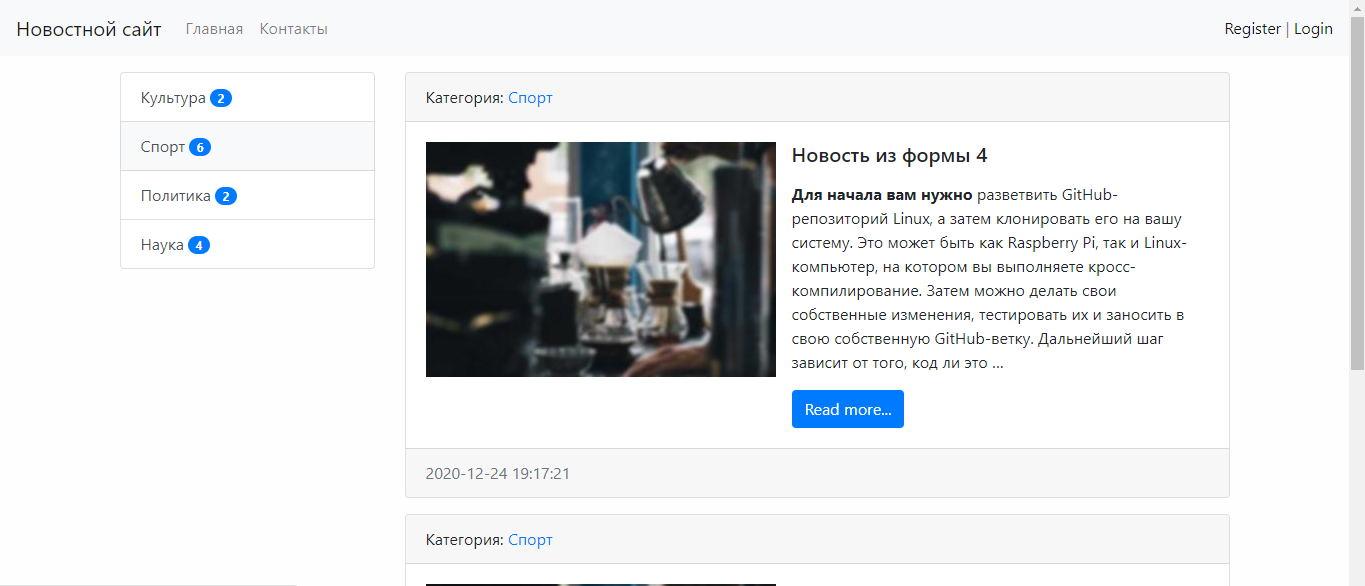 Новостной сайт Главная Контакты Register | Login
Культура 2
Спорт 6
Политика 2
Наука 4
Категория: Спорт
Новость из формы 4
Для начала вам нужно разветвить GitHub-
репозиторий Linux, а затем клонировать его на вашу
систему. Это может быть как Raspberry Pi, так и Linux-
компьютер, на котором вы выполняете кросс-
компилирование. Затем можно делать свои
собственные изменения, тестировать их и заносить в
свою собственную GitHub-ветку. Дальнейший шаг
зависит от того, код ли это ...
Read more...
2020-12-24 19:17:21
Категория: Спорт